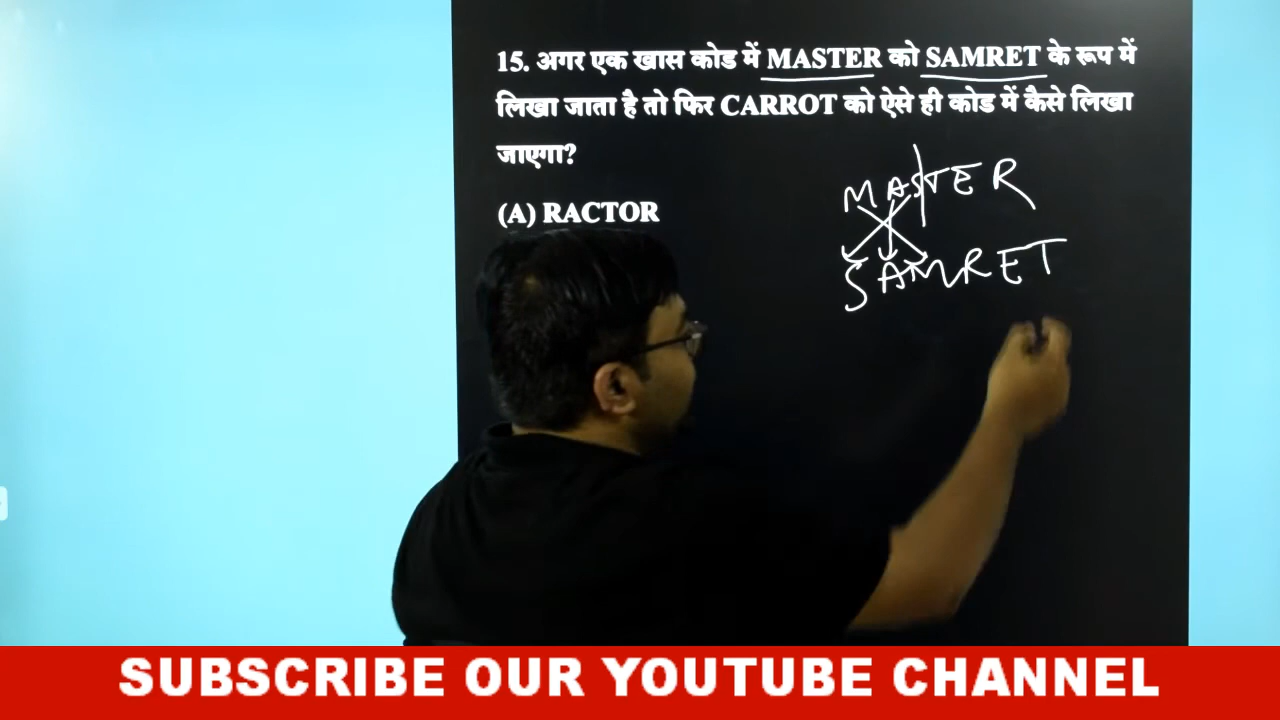 15. अगर एक खास कोड में MASTER को SAMRET के रूप में
लिखा जाता है तो फिर CARROT को ऐसे ही कोड में कैसे लिखा
जाएगा?
(A) RACTOR
MASTER
SAMRET
SUBSCRIBE OUR YOUTUBE CHANNEL